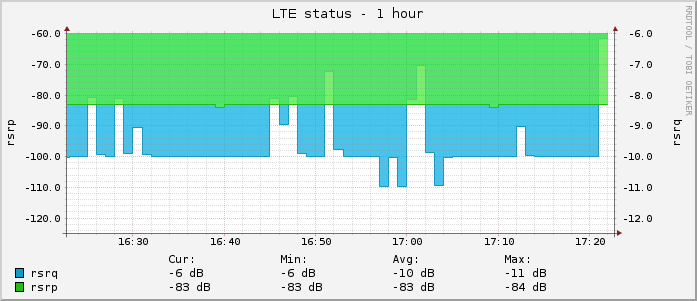 LTE status - 1 hour
RRDTOOL / TOBI OETIKER
rsrp
rsrq
-60.0 -6.0
-70.0 -7.0
-80.0 -8.0
-90.0 -9.0
-100.0 -10.0
-110.0 -11.0
-120.0 -12.0
16:30 16:40 16:50 17:00 17:10 17:20
Cur: Min: Avg: Max:
rsrq -6 dB -6 dB -10 dB -11 dB
rsrp -83 dB -83 dB -83 dB -84 dB